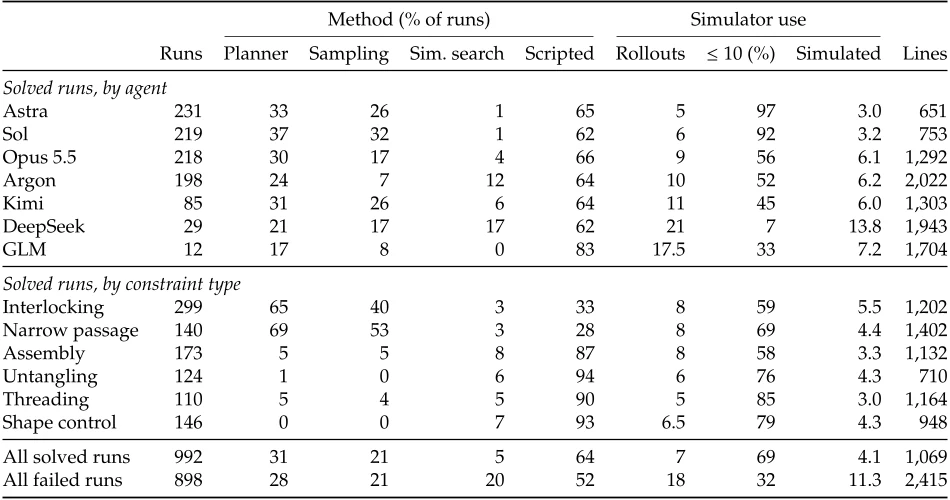 Method (% of runs) Simulator use
Runs Planner Sampling Sim. search Scripted Rollouts ≤ 10 (%) Simulated Lines
Solved runs, by agent
Astra 231 33 26 1 65 5 97 3.0 651
Sol 219 37 32 1 62 6 92 3.2 753
Opus 5.5 218 30 17 4 66 9 56 6.1 1,292
Argon 198 24 7 12 64 10 52 6.2 2,022
Kimi 85 31 26 6 64 11 45 6.0 1,303
DeepSeek 29 21 17 17 62 21 7 13.8 1,943
GLM 12 17 8 0 83 17.5 33 7.2 1,704
Solved runs, by constraint type
Interlocking 299 65 40 3 33 8 59 5.5 1,202
Narrow passage 140 69 53 3 28 8 69 4.4 1,402
Assembly 173 5 5 8 87 8 58 3.3 1,132
Untangling 124 1 0 6 94 6 76 4.3 710
Threading 110 5 4 5 90 5 85 3.0 1,164
Shape control 146 0 0 7 93 6.5 79 4.3 948
All solved runs 992 31 21 5 64 7 69 4.1 1,069
All failed runs 898 28 21 20 52 18 32 11.3 2,415